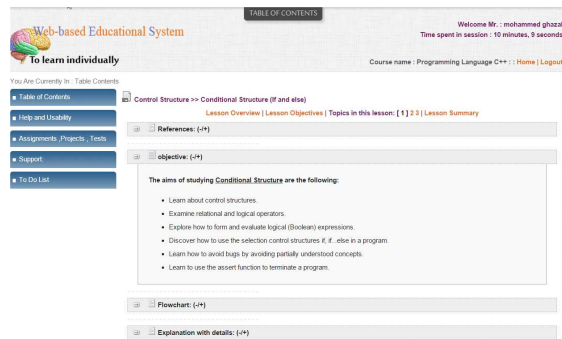 TABLE OF CONTENTS
Web-based Educational System
To learn individually
Welcome Mr. : mohammed ghazal
Time spent in session : 10 minutes, 9 seconds
Course name : Programming Language C++ : : Home | Logout
You Are Currently In : Table Contents
Table of Contents
Help and Usability
Assignments ,Projects , Tests
Support
To Do List
Control Structure >> Conditional Structure (If and else)
Lesson Overview | Lesson Objectives | Topics in this lesson: [ 1 ] 2 3 | Lesson Summary
References: (-/+)
objective: (-/+)
The aims of studying Conditional Structure are the following:
Learn about control structures.
Examine relational and logical operators.
Explore how to form and evaluate logical (Boolean) expressions.
Discover how to use the selection control structures if, if...else in a program.
Learn how to avoid bugs by avoiding partially understood concepts.
Learn to use the assert function to terminate a program.
Flowchart: (-/+)
Explanation with details: (-/+)